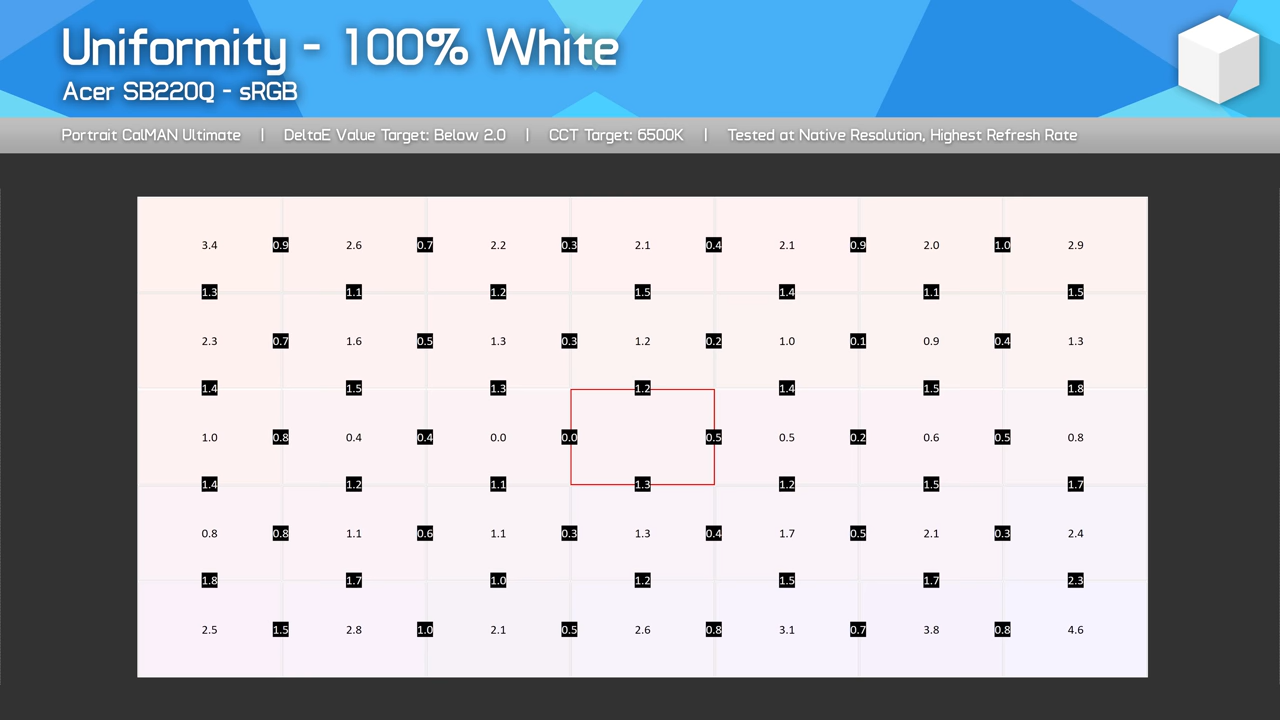 Uniformity - 100% White
Acer SB220Q - sRGB
Portrait CalMAN Ultimate | DeltaE Value Target: Below 2.0 | CCT Target: 6500K | Tested at Native Resolution, Highest Refresh Rate
3.4 0.9 2.6 0.7 2.2 0.3 2.1 0.4 2.1 0.9 2.0 1.0 2.9
1.3 1.1 1.2 1.5 1.4 1.1 1.5
2.3 0.7 1.6 0.5 1.3 0.3 1.2 0.2 1.0 0.1 0.9 0.4 1.3
1.4 1.5 1.3 1.2 1.4 1.5 1.8
1.0 0.8 0.4 0.4 0.0 0.0 0.5 0.5 0.2 0.6 0.5 0.8
1.4 1.2 1.1 1.3 1.2 1.5 1.7
0.8 0.8 1.1 0.6 1.1 0.3 1.3 0.4 1.7 0.5 2.1 0.3 2.4
1.8 1.7 1.0 1.2 1.5 1.7 2.3
2.5 1.5 2.8 1.0 2.1 0.5 2.6 0.8 3.1 0.7 3.8 0.8 4.6